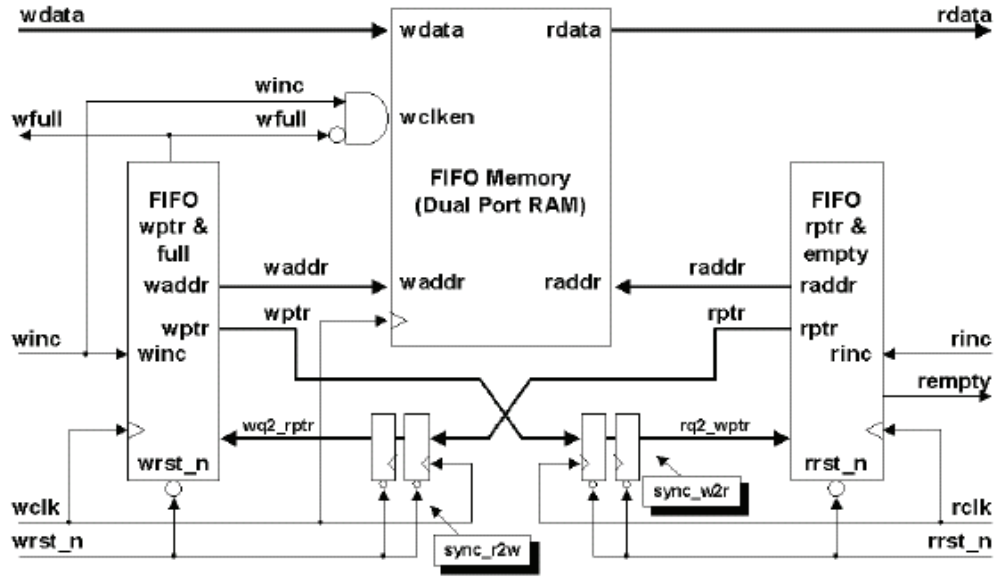 wdata
rdata
wdata
rdata
winc
wfull
wfull
wclken
FIFO Memory
(Dual Port RAM)
FIFO
wptr &
full
FIFO
rptr &
empty
waddr
waddr
waddr
raddr
raddr
raddr
wptr
wptr
rptr
rptr
winc
winc
rinc
rinc
rempty
wq2_rptr
rq2_wptr
wrst_n
rrst_n
sync_w2r
wclk
rclk
wrst_n
sync_r2w
rrst_n